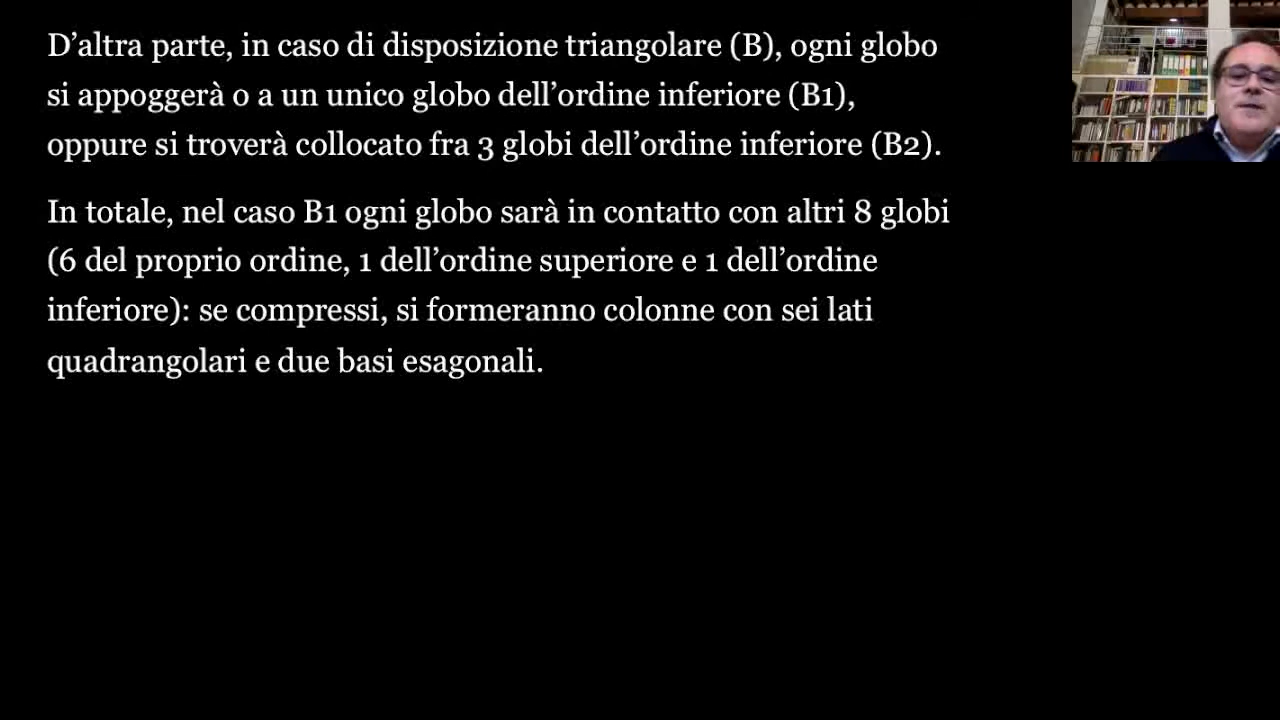 D’altra parte, in caso di disposizione triangolare (B), ogni globo
si appoggerà o a un unico globo dell’ordine inferiore (B1),
oppure si troverà collocato fra 3 globi dell’ordine inferiore (B2).
In totale, nel caso B1 ogni globo sarà in contatto con altri 8 globi
(6 del proprio ordine, 1 dell’ordine superiore e 1 dell’ordine
inferiore): se compressi, si formeranno colonne con sei lati
quadrangolari e due basi esagonali.